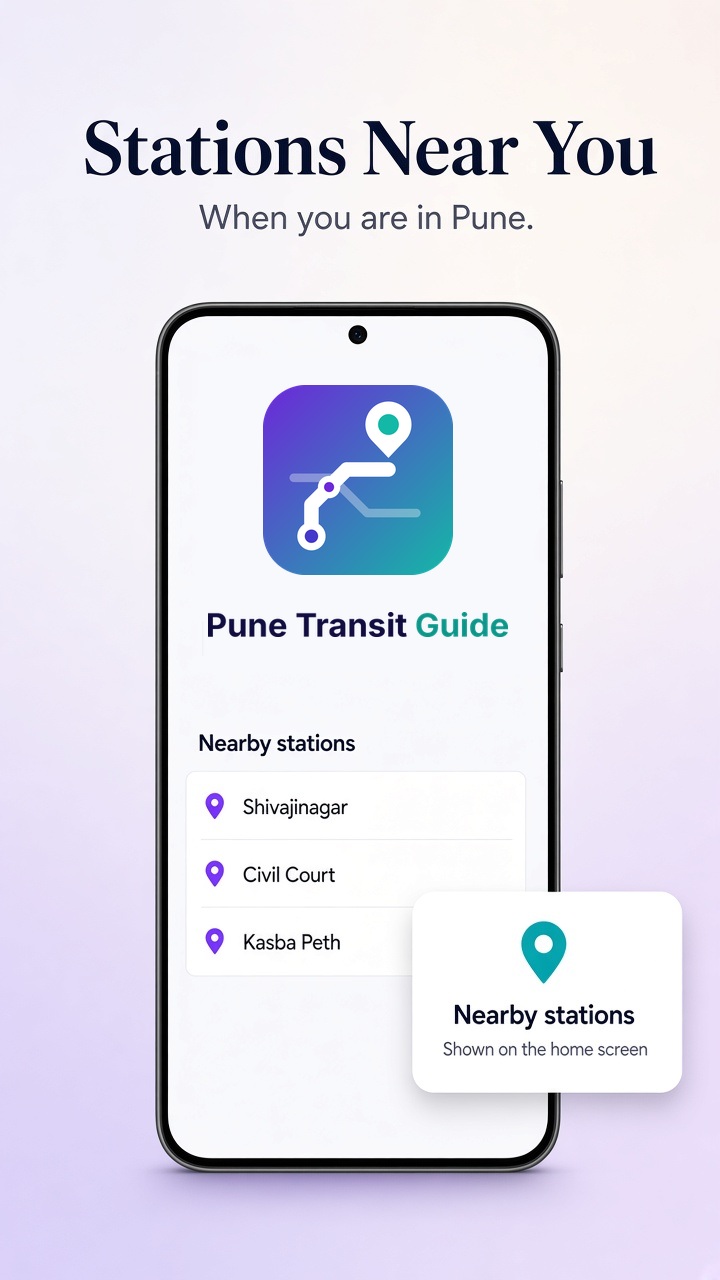 Stations Near You
When you are in Pune.
Pune Transit Guide
Nearby stations
Shivajinagar
Civil Court
Kasba Peth
Nearby stations
Shown on the home screen